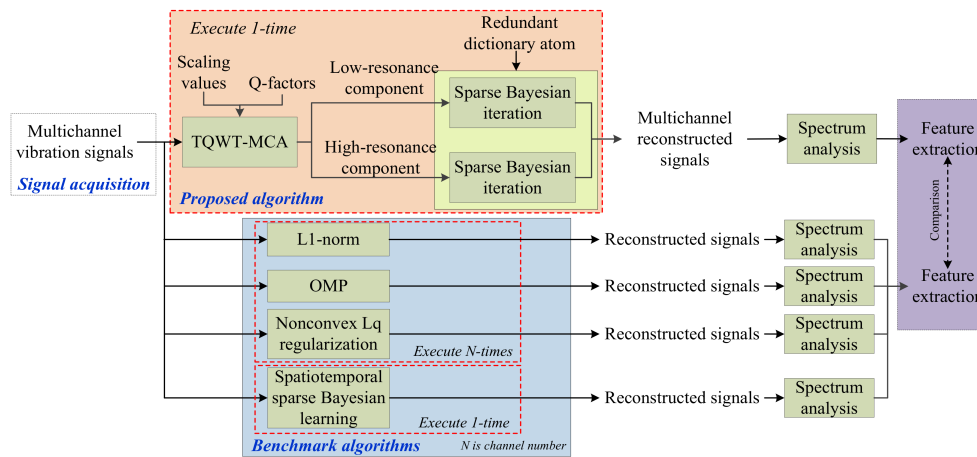 Execute 1-time
Scaling
values
Q-factors
Redundant
dictionary atom
Low-resonance
component
Sparse Bayesian
iteration
Multichannel
vibration signals
Signal acquisition
TQWT-MCA
High-resonance
component
Sparse Bayesian
iteration
Proposed algorithm
Multichannel
reconstructed
signals
Spectrum
analysis
Feature
extraction
Comparison
Feature
extraction
L1-norm
Reconstructed signals
Spectrum
analysis
OMP
Reconstructed signals
Spectrum
analysis
Nonconvex Lq
regularization
Reconstructed signals
Spectrum
analysis
Execute N-times
Spatiotemporal
sparse Bayesian
learning
Reconstructed signals
Spectrum
analysis
Execute 1-time
Benchmark algorithms
N is channel number